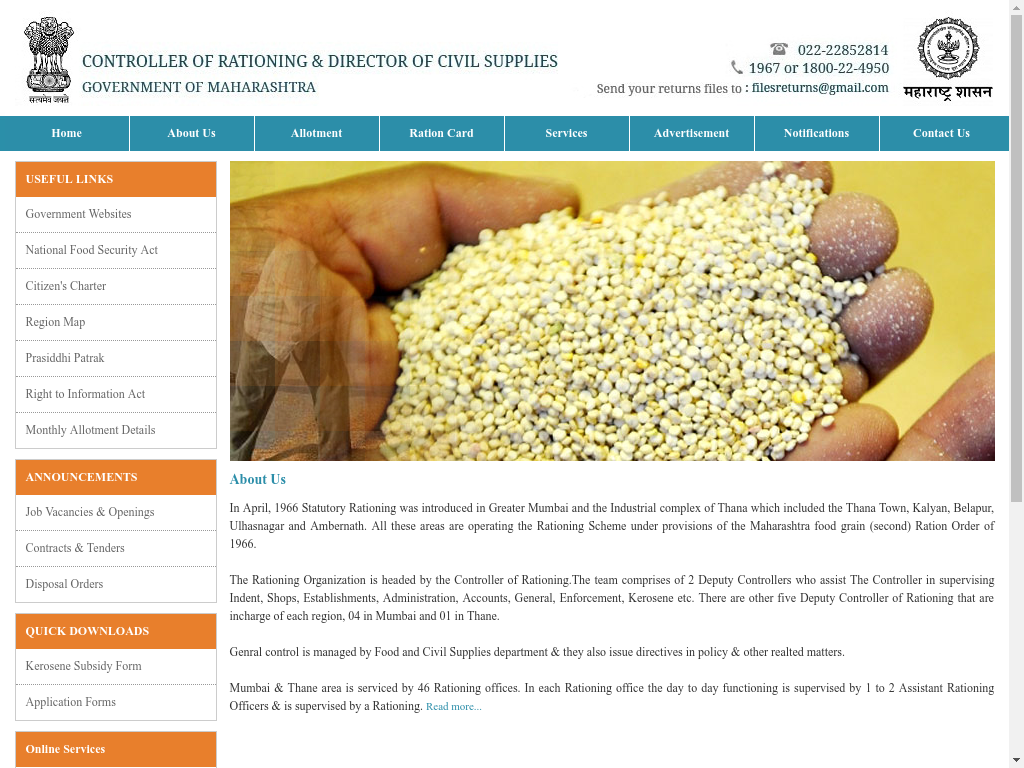 सत्यमेव जयते
CONTROLLER OF RATIONING & DIRECTOR OF CIVIL SUPPLIES
GOVERNMENT OF MAHARASHTRA
022-22852814
1967 or 1800-22-4950
Send your returns files to : filesreturns@gmail.com
महाराष्ट्र शासन
Home About Us Allotment Ration Card Services Advertisement Notifications Contact Us
USEFUL LINKS
Government Websites
National Food Security Act
Citizen's Charter
Region Map
Prasiddhi Patrak
Right to Information Act
Monthly Allotment Details
ANNOUNCEMENTS
Job Vacancies & Openings
Contracts & Tenders
Disposal Orders
QUICK DOWNLOADS
Kerosene Subsidy Form
Application Forms
Online Services
About Us
In April, 1966 Statutory Rationing was introduced in Greater Mumbai and the Industrial complex of Thana which included the Thana Town, Kalyan, Belapur,
Ulhasnagar and Ambernath. All these areas are operating the Rationing Scheme under provisions of the Maharashtra food grain (second) Ration Order of
1966.
The Rationing Organization is headed by the Controller of Rationing.The team comprises of 2 Deputy Controllers who assist The Controller in supervising
Indent, Shops, Establishments, Administration, Accounts, General, Enforcement, Kerosene etc. There are other five Deputy Controller of Rationing that are
incharge of each region, 04 in Mumbai and 01 in Thane.
Genral control is managed by Food and Civil Supplies department & they also issue directives in policy & other realted matters.
Mumbai & Thane area is serviced by 46 Rationing offices. In each Rationing office the day to day functioning is supervised by 1 to 2 Assistant Rationing
Officers & is supervised by a Rationing. Read more...